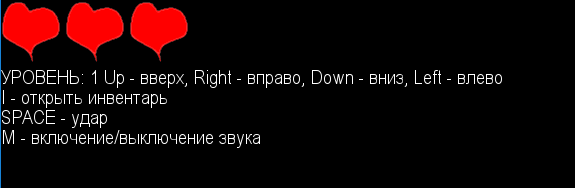 УРОВЕНЬ: 1 Up - вверх, Right - вправо, Down - вниз, Left - влево
I - открыть инвентарь
SPACE - удар
M - включение/выключение звука